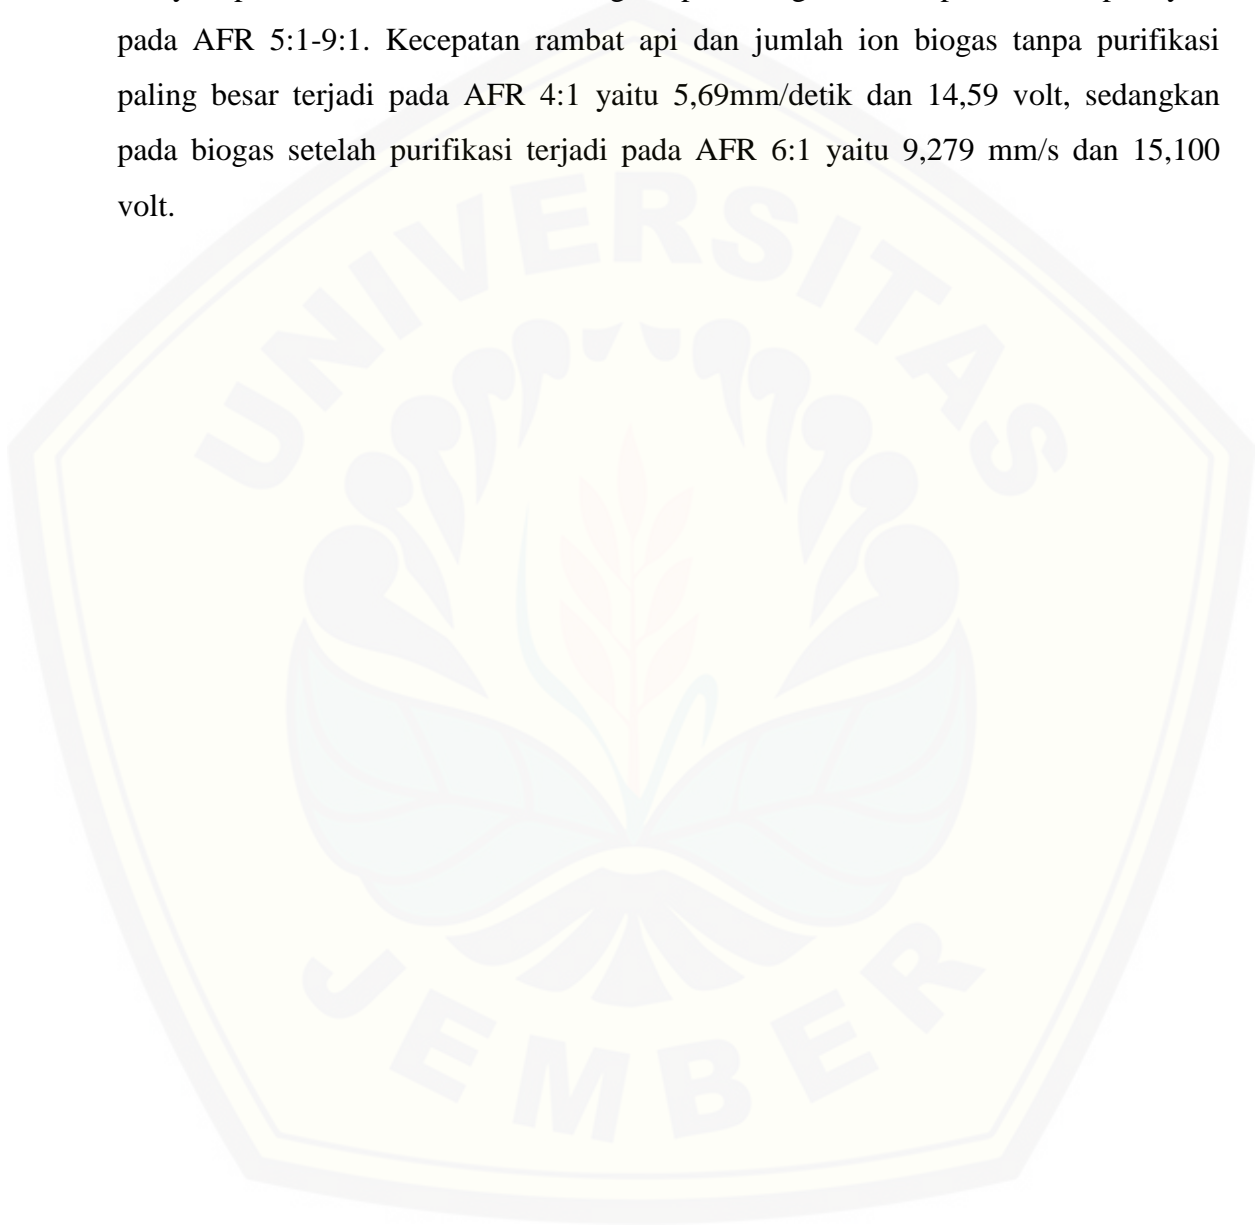 pada AFR 5:1-9:1. Kecepatan rambat api dan jumlah ion biogas tanpa purifikasi
paling besar terjadi pada AFR 4:1 yaitu 5,69mm/detik dan 14,59 volt, sedangkan
pada biogas setelah purifikasi terjadi pada AFR 6:1 yaitu 9,279 mm/s dan 15,100
volt.
UNIVERSITAS
JEMBER